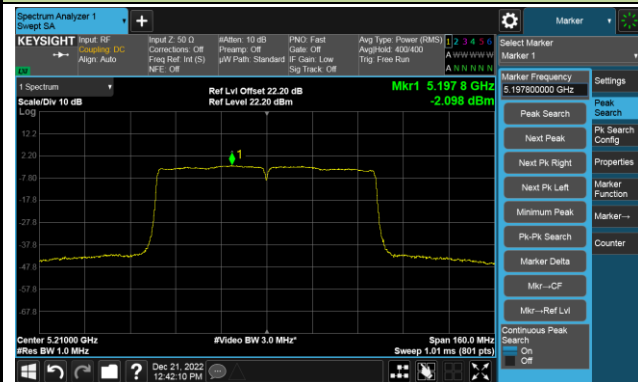 Spectrum Analyzer 1
Swept SA
+
Marker
KEYSIGHT
Input: RF
Coupling: DC
Align: Auto
Input Z: 50 Ω
Corrections: Off
Freq Ref: Int (S)
NFE: Off
#Atten: 10 dB
Preamp: Off
µW Path: Standard
PNO: Fast
Gate: Off
IF Gain: Low
Sig Track: Off
Avg Type: Power (RMS)
Avg|Hold: 400/400
Trig: Free Run
1 2 3 4 5 6
A W W W W W
A N N N N N
LXI
Select Marker
Marker 1
1 Spectrum
Scale/Div 10 dB
Log
Ref Lvl Offset 22.20 dB
Ref Level 22.20 dBm
Mkr1 5.197 8 GHz
-2.098 dBm
12.2
2.20
-7.80
-17.8
-27.8
-37.8
-47.8
-57.8
-67.8
1
Center 5.21000 GHz
#Res BW 1.0 MHz
#Video BW 3.0 MHz*
Span 160.0 MHz
Sweep 1.01 ms (801 pts)
Marker Frequency
5.197800000 GHz
Peak Search
Next Peak
Next Pk Right
Next Pk Left
Minimum Peak
Pk-Pk Search
Marker Delta
Mkr→CF
Mkr→Ref Lvl
Continuous Peak
Search
On
Off
Settings
Peak
Search
Pk Search
Config
Properties
Marker
Function
Marker→
Counter
?
Dec 21, 2022
12:42:10 PM